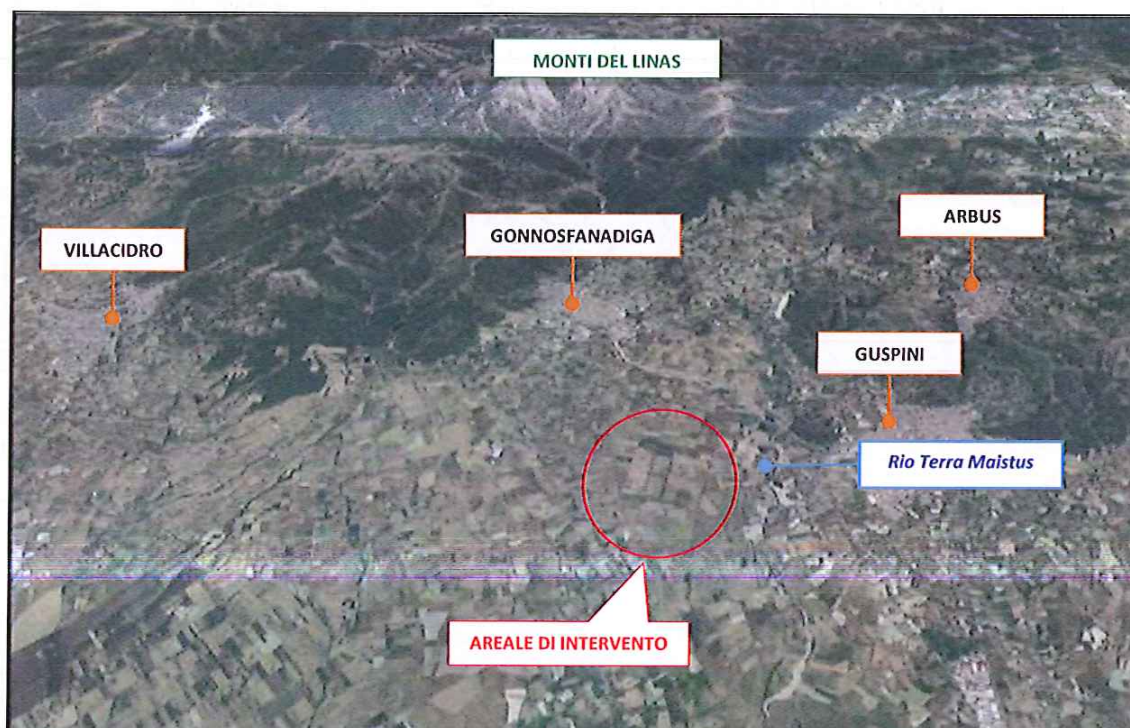 MONTI DEL LINAS
ARBUS
GONNOSFANADIGA
VILLACIDRO
GUSPINI
Rio Terra Maistus
AREALE DI INTERVENTO